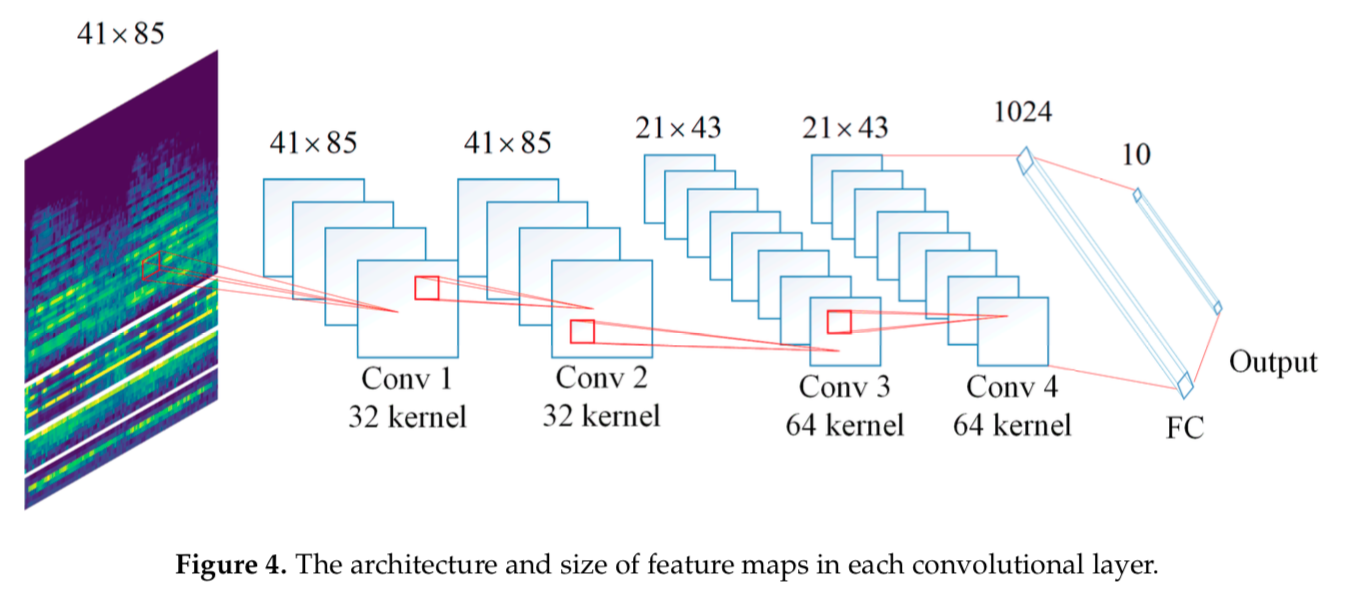 41×85
41×85
41×85
21×43
21×43
1024
10
Conv 1
32 kernel
Conv 2
32 kernel
Conv 3
64 kernel
Conv 4
64 kernel
FC
Output
Figure 4. The architecture and size of feature maps in each convolutional layer.